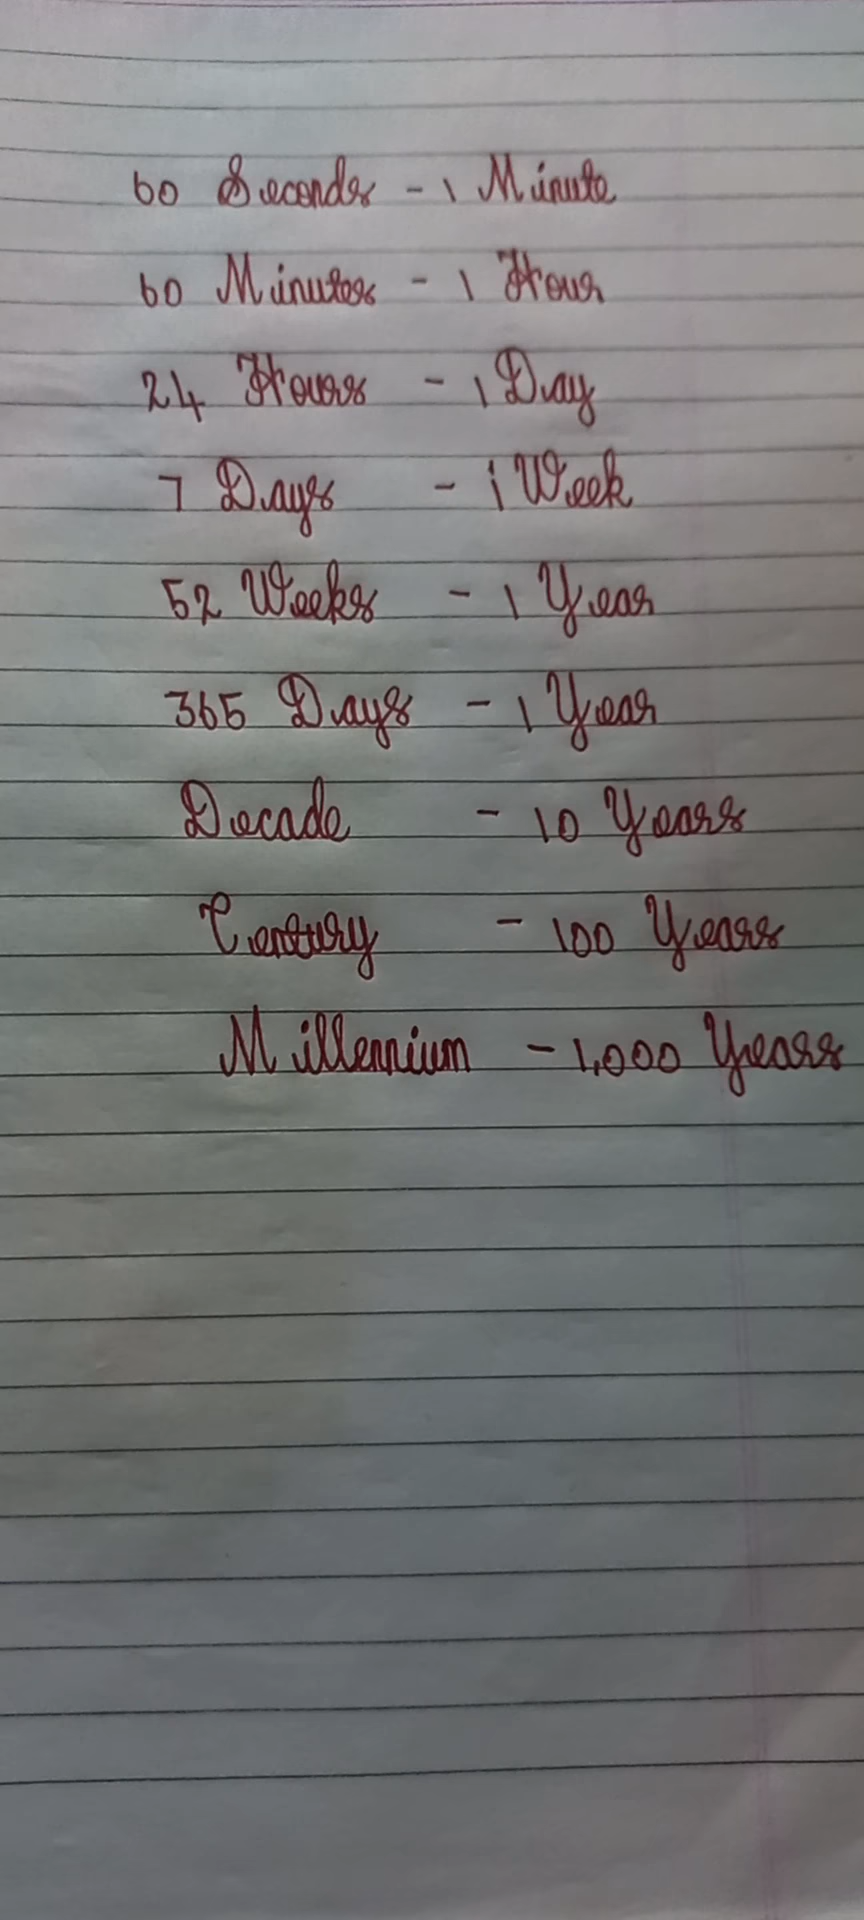 60 Seconds - 1 Minute
60 Minutes - 1 Hour
24 Hours - 1 Day
7 Days - 1 Week
52 Weeks - 1 Year
365 Days - 1 Year
Decade - 10 Years
Century - 100 Years
Millennium - 1,000 Years